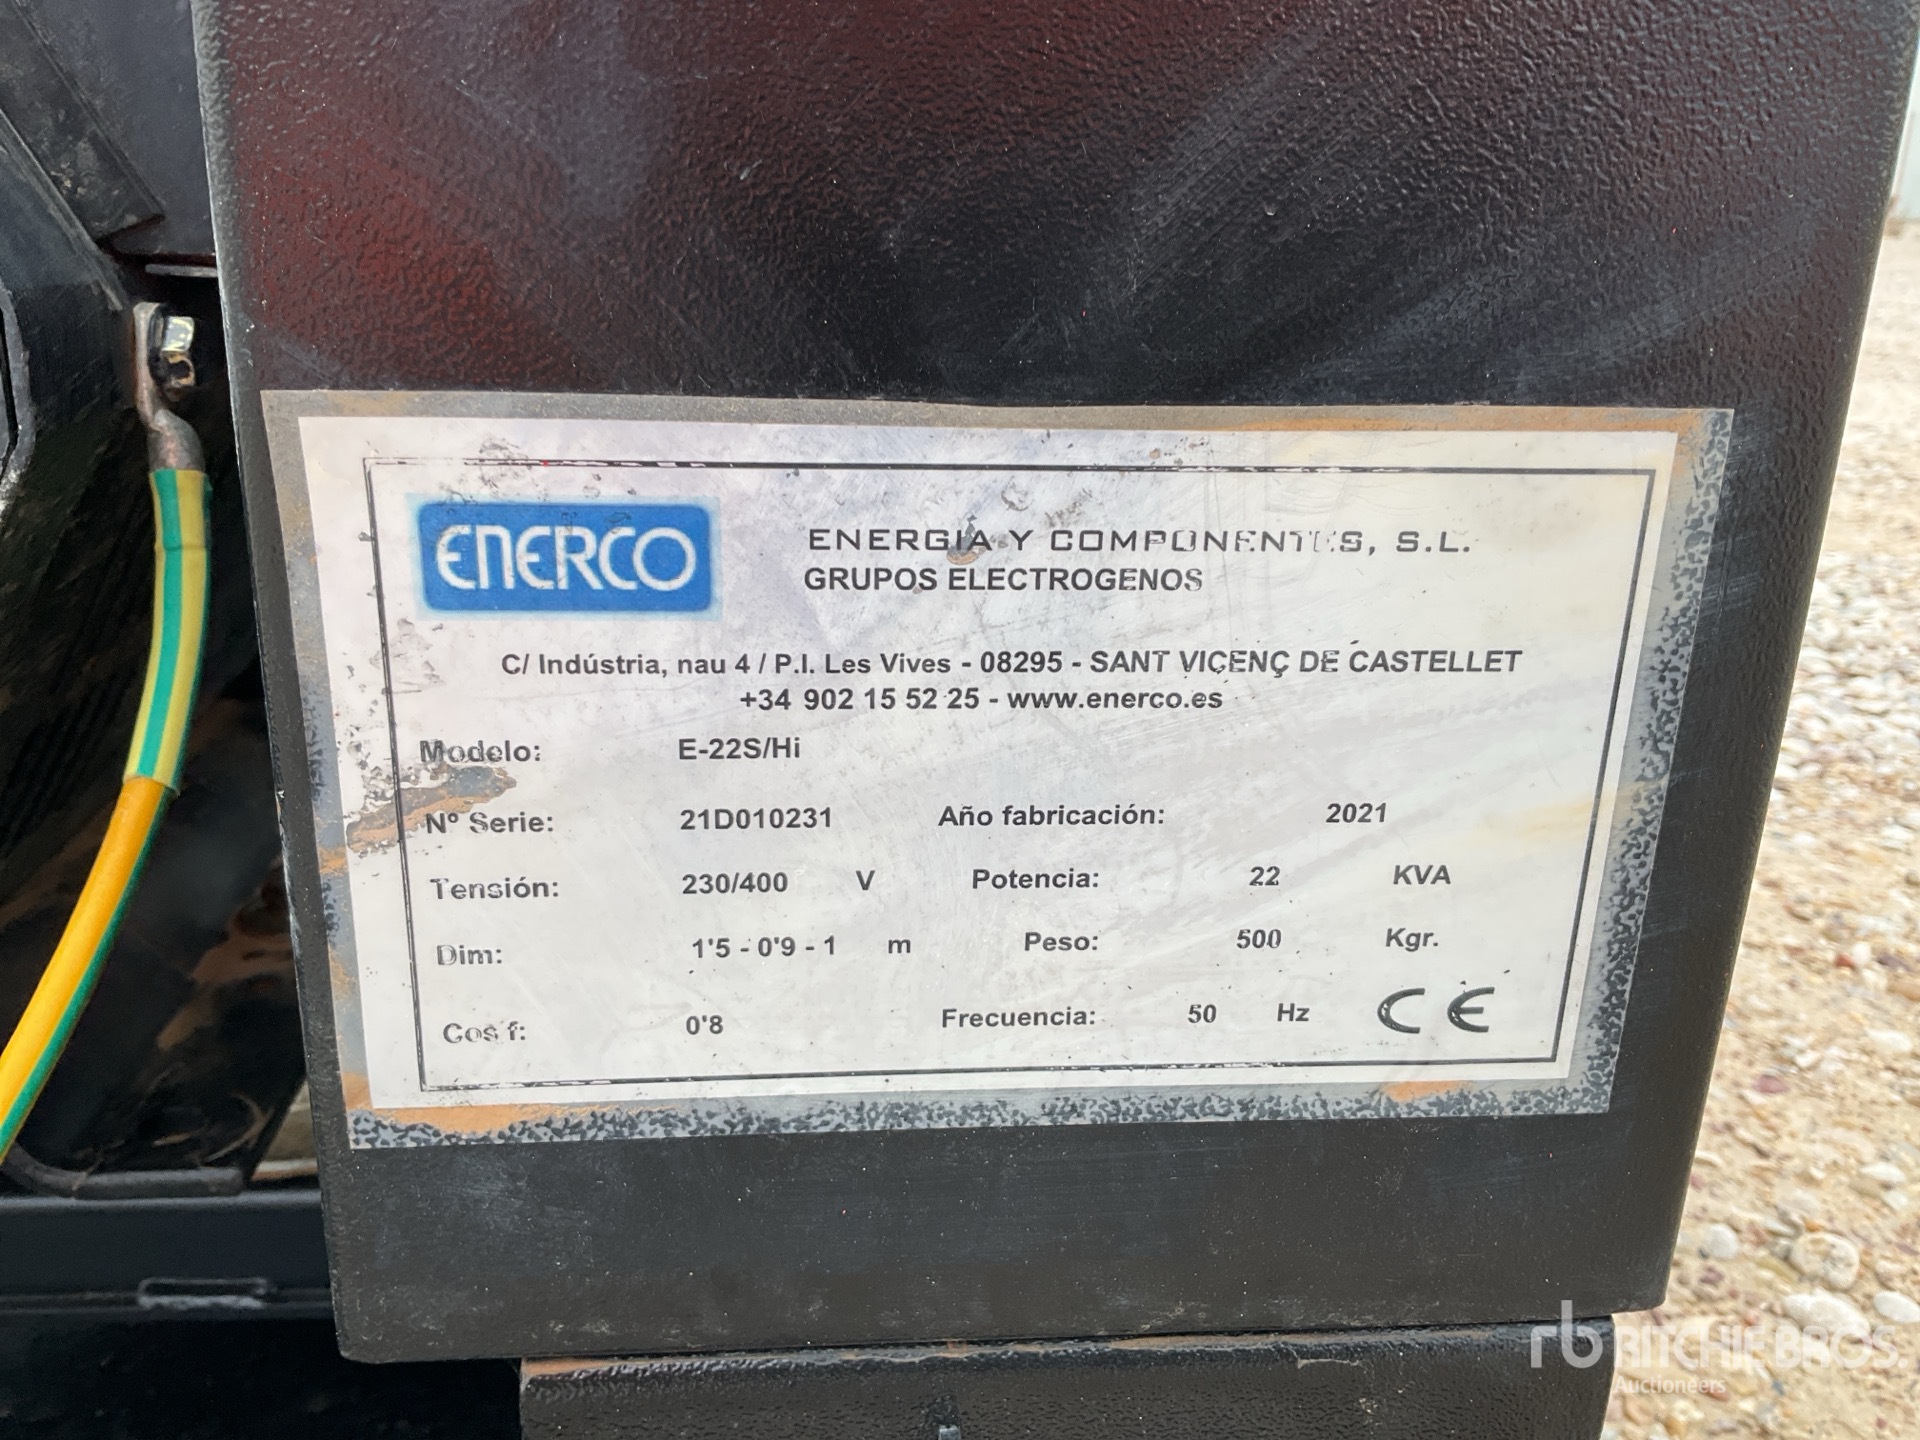 ENERCO
ENERGÍA Y COMPONENTES, S.L.
GRUPOS ELECTROGENOS
C/ Indústria, nau 4 / P.I. Les Vives - 08295 - SANT VIÇENÇ DE CASTELLET
+34 902 15 52 25 - www.enerco.es
Modelo: E-22S/Hi
Nº Serie: 21D010231 Año fabricación: 2021
Tensión: 230/400 V Potencia: 22 KVA
Dim: 1'5 - 0'9 - 1 m Peso: 500 Kgr.
Cos f: 0'8 Frecuencia: 50 Hz CE
rb RITCHIE BROS.
Auctioneers